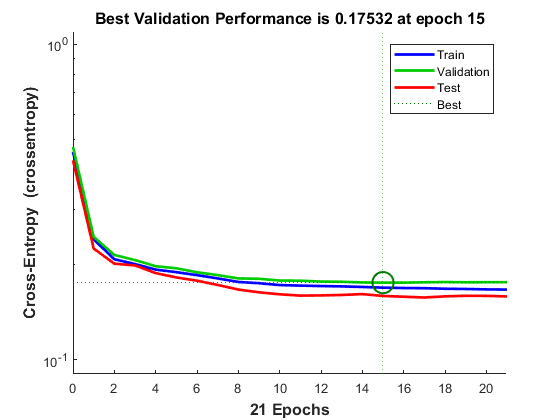 Best Validation Performance is 0.17532 at epoch 15
10^0
Train
Validation
Test
Best
Cross-Entropy (crossentropy)
10^-1
0 2 4 6 8 10 12 14 16 18 20
21 Epochs